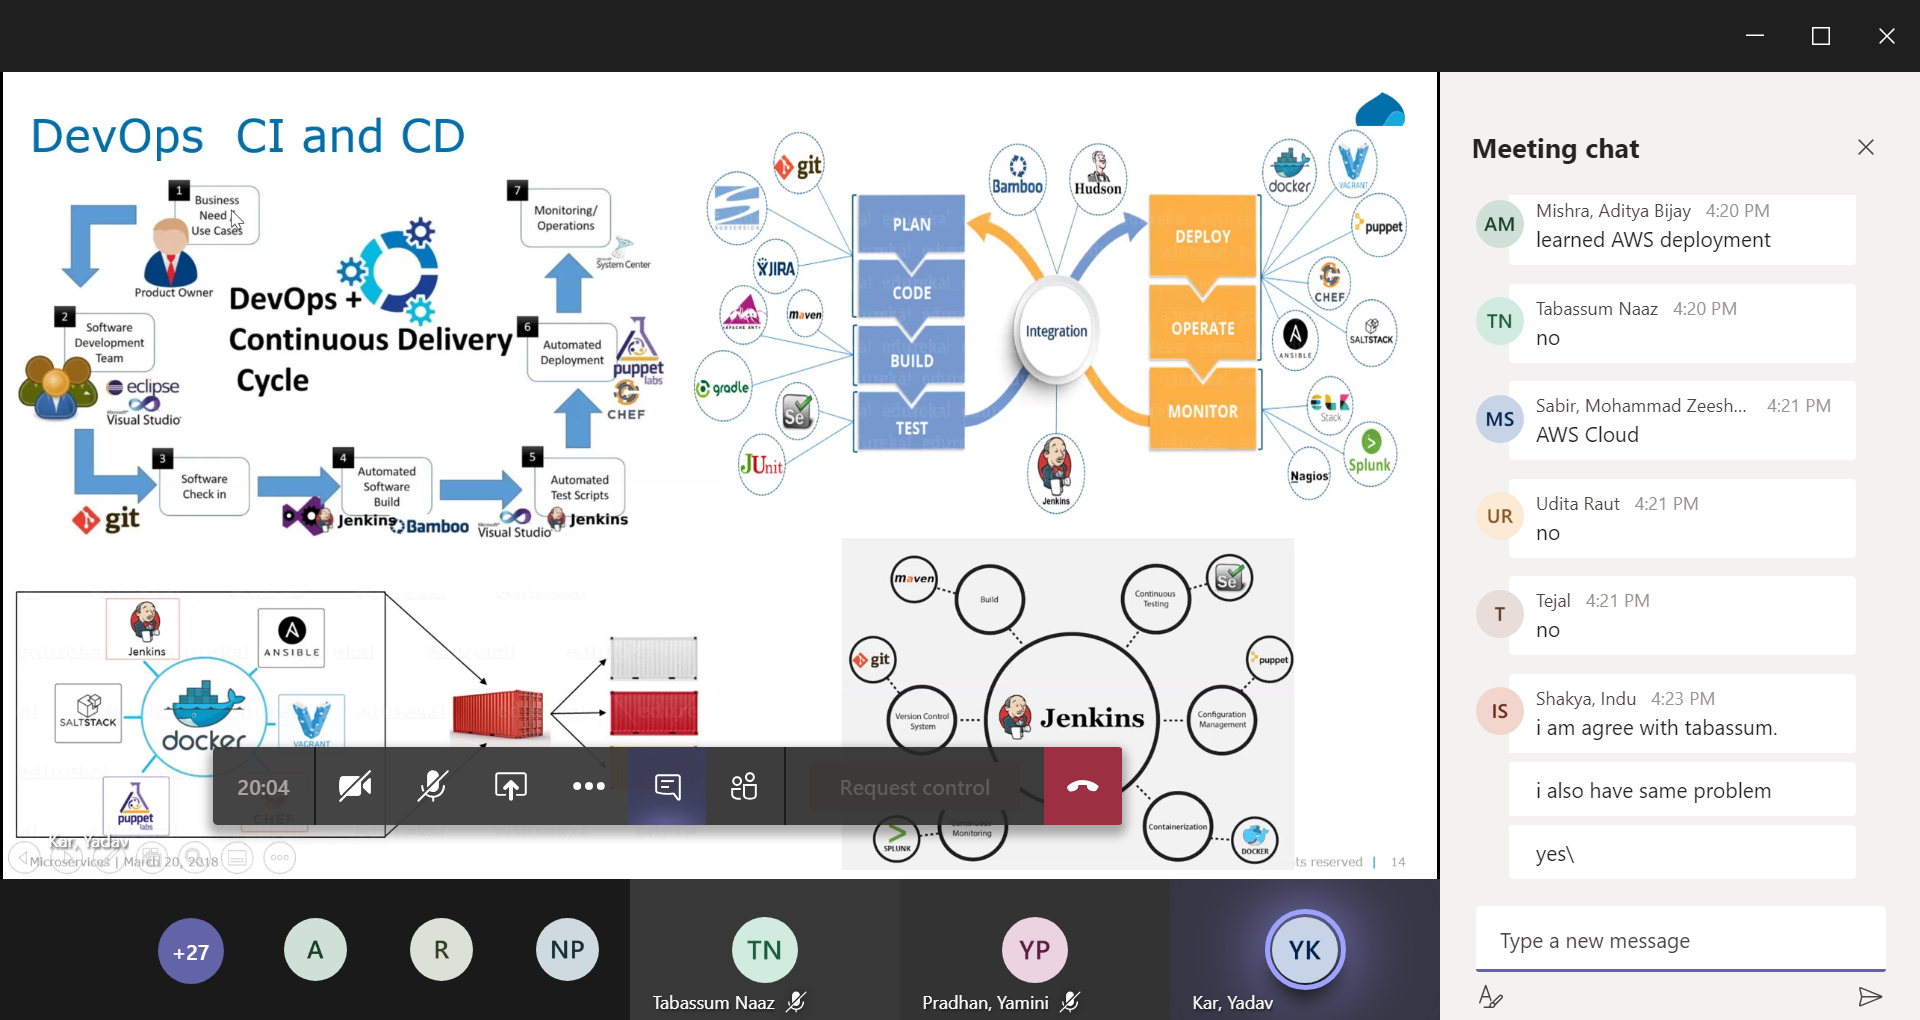 DevOps  CI and CD
1
Business
Need /
Use Cases
Product Owner
2
Software
Development
Team
eclipse
Microsoft
Visual Studio
3
Software
Check in
git
4
Automated
Software
Build
Jenkins
Bamboo
5
Automated
Test Scripts
Microsoft
Visual Studio
Jenkins
6
Automated
Deployment
puppet
labs
CHEF
7
Monitoring/
Operations
System Center
DevOps +
Continuous Delivery
Cycle
git
SUBVERSION
JIRA
APACHE ANT
maven
gradle
Se
JUnit
PLAN
CODE
BUILD
TEST
Bamboo
Hudson
Integration
Jenkins
DEPLOY
OPERATE
MONITOR
docker
VAGRANT
puppet
CHEF
ANSIBLE
SALTSTACK
ELK
Stack
Splunk
Nagios
Jenkins
ANSIBLE
SALTSTACK
docker
VAGRANT
puppet
labs
CHEF
maven
Build
Continuous
Testing
Se
git
Version Control
System
Jenkins
Configuration
Management
puppet
SPLUNK
Continuous
Monitoring
Containerization
DOCKER
20:04
Request control
Kar, Yadav
Microservices | March 20, 2018
ts reserved | 14
+27
A
R
NP
TN
Tabassum Naaz
YP
Pradhan, Yamini
YK
Kar, Yadav
Meeting chat
AM
Mishra, Aditya Bijay 4:20 PM
learned AWS deployment
TN
Tabassum Naaz 4:20 PM
no
MS
Sabir, Mohammad Zeesh... 4:21 PM
AWS Cloud
UR
Udita Raut 4:21 PM
no
T
Tejal 4:21 PM
no
IS
Shakya, Indu 4:23 PM
i am agree with tabassum.
i also have same problem
yes\
Type a new message